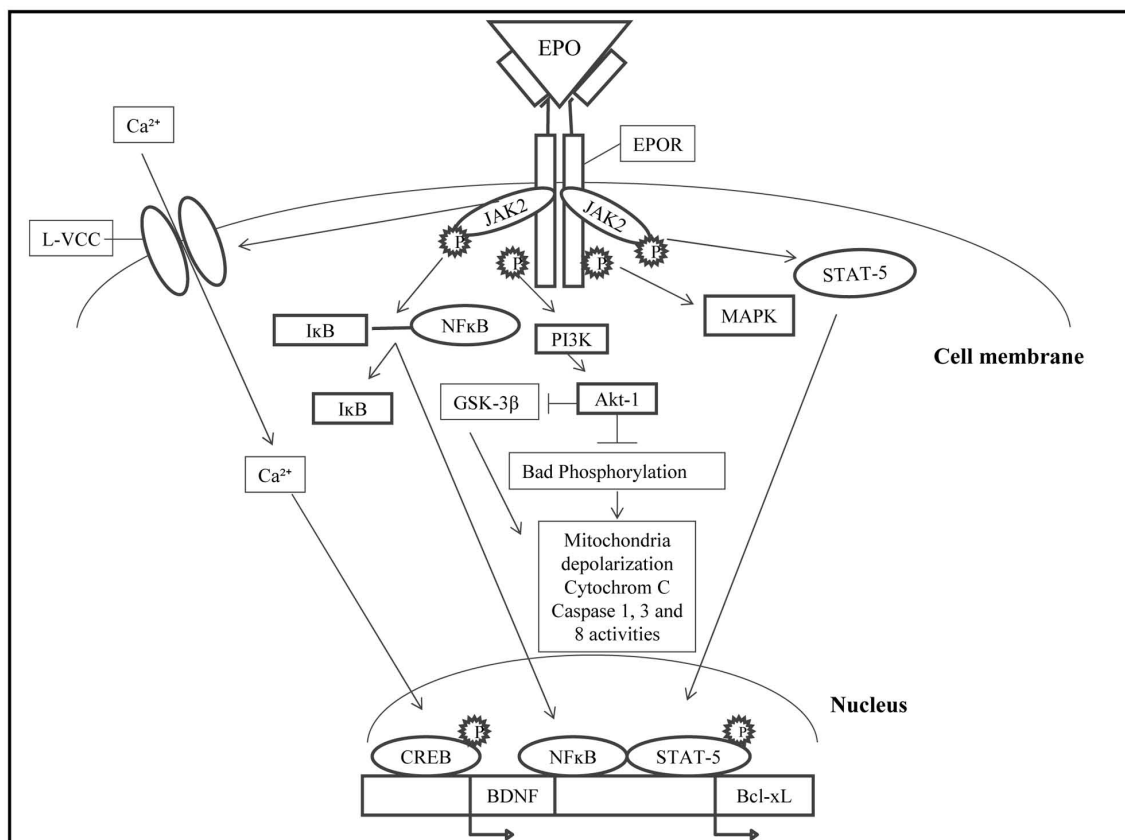 EPO
Ca²⁺
EPOR
JAK2
JAK2
L-VCC
P
P
P
P
STAT-5
IκB
NFκB
MAPK
PI3K
Cell membrane
IκB
GSK-3β
Akt-1
Ca²⁺
Bad Phosphorylation
Mitochondria
depolarization
Cytochrom C
Caspase 1, 3 and
8 activities
Nucleus
P
P
CREB
NFκB
STAT-5
BDNF
Bcl-xL